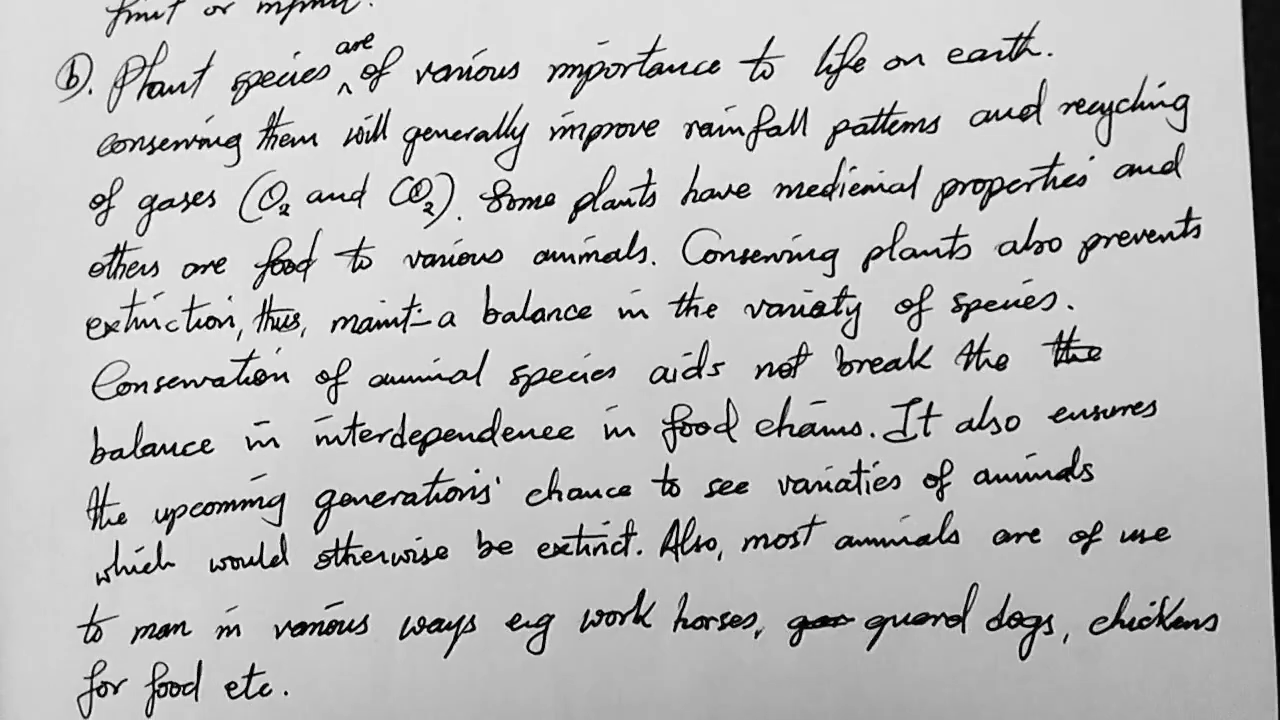 fruit or
b). Plant species are of various importance to life on earth.
conserving them will generally improve rainfall patterns and recycling
of gases (O₂ and CO₂). Some plants have medicinal properties and
others are food to various animals. Conserving plants also prevents
extinction, thus, maint- a balance in the variety of species.
Conservation of animal species aids not break the the
balance in interdependence in food chains. It also ensures
the upcoming generations' chance to see variaties of animals
which would otherwise be extinct. Also, most animals are of use
to man in various ways eg work horses, guard dogs, chickens
for food etc.